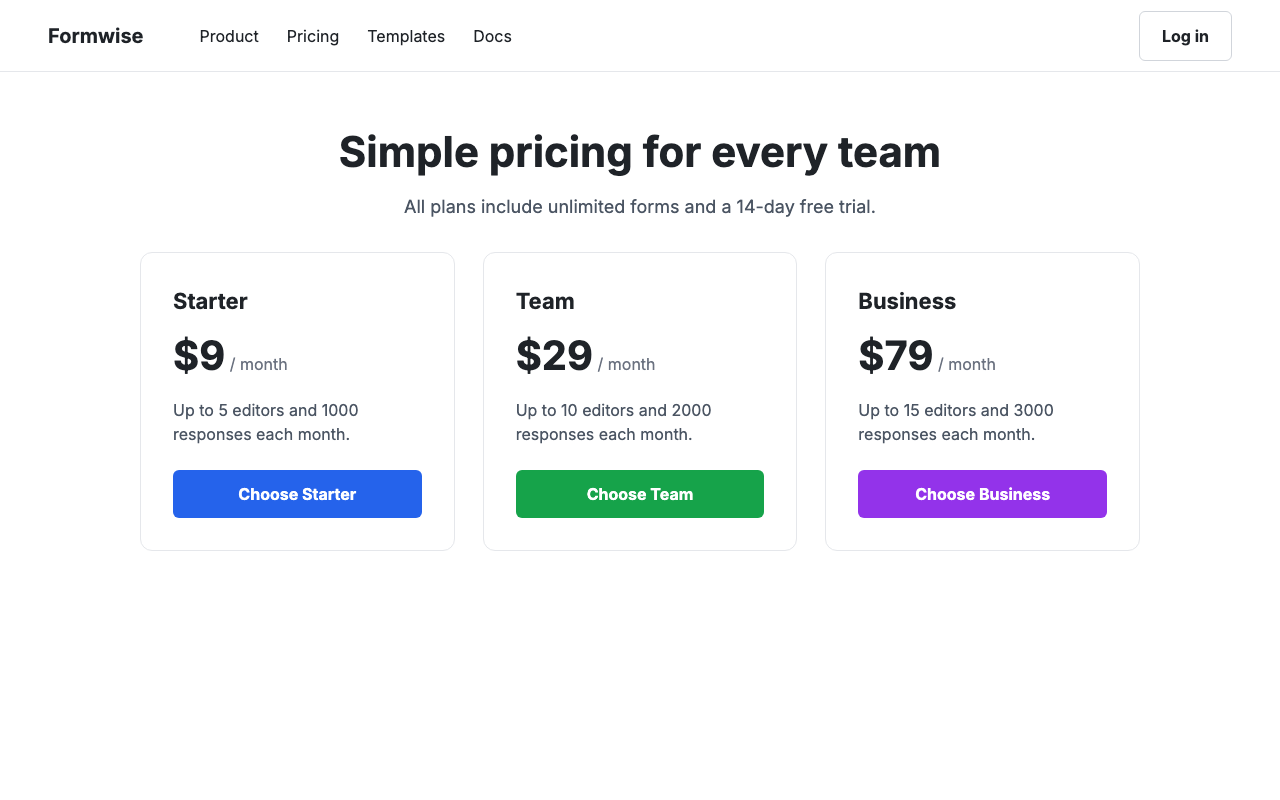 Formwise
Product
Pricing
Templates
Docs
Log in
Simple pricing for every team
All plans include unlimited forms and a 14-day free trial.
Starter
$9 / month
Up to 5 editors and 1000
responses each month.
Choose Starter
Team
$29 / month
Up to 10 editors and 2000
responses each month.
Choose Team
Business
$79 / month
Up to 15 editors and 3000
responses each month.
Choose Business